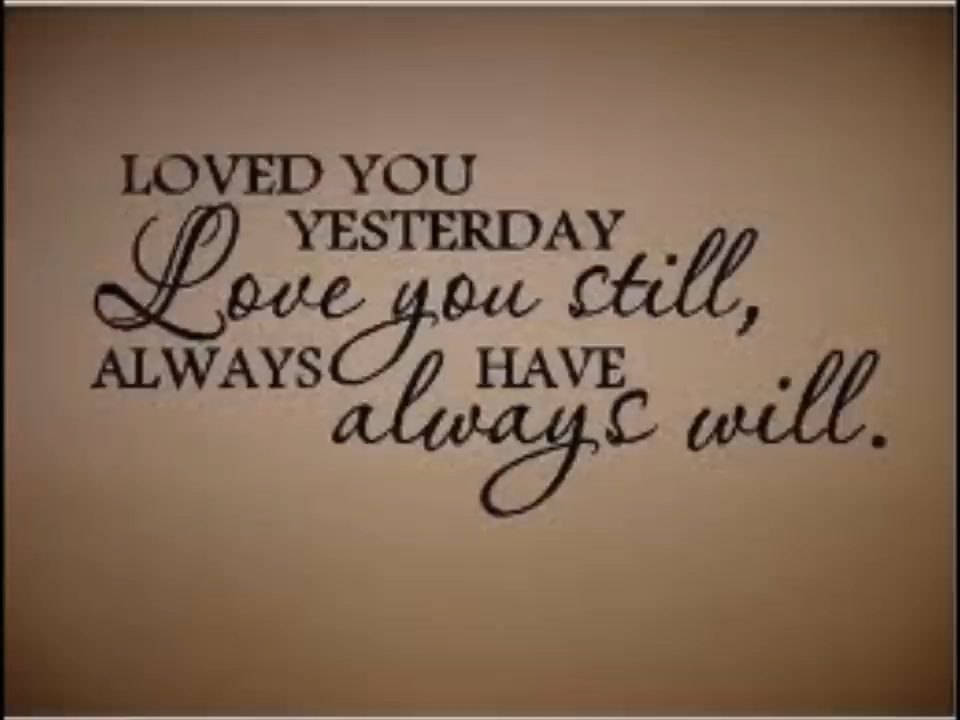 LOVED YOU
YESTERDAY
Love you still,
ALWAYS HAVE
always will.